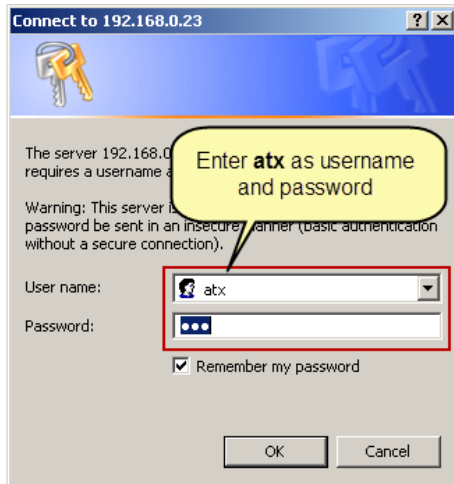 Connect to 192.168.0.23
The server 192.168.0
requires a username a
Enter atx as username
and password
Warning: This server i
password be sent in an insecure manner (basic authentication
without a secure connection).
User name:
atx
Password:
Remember my password
OK
Cancel